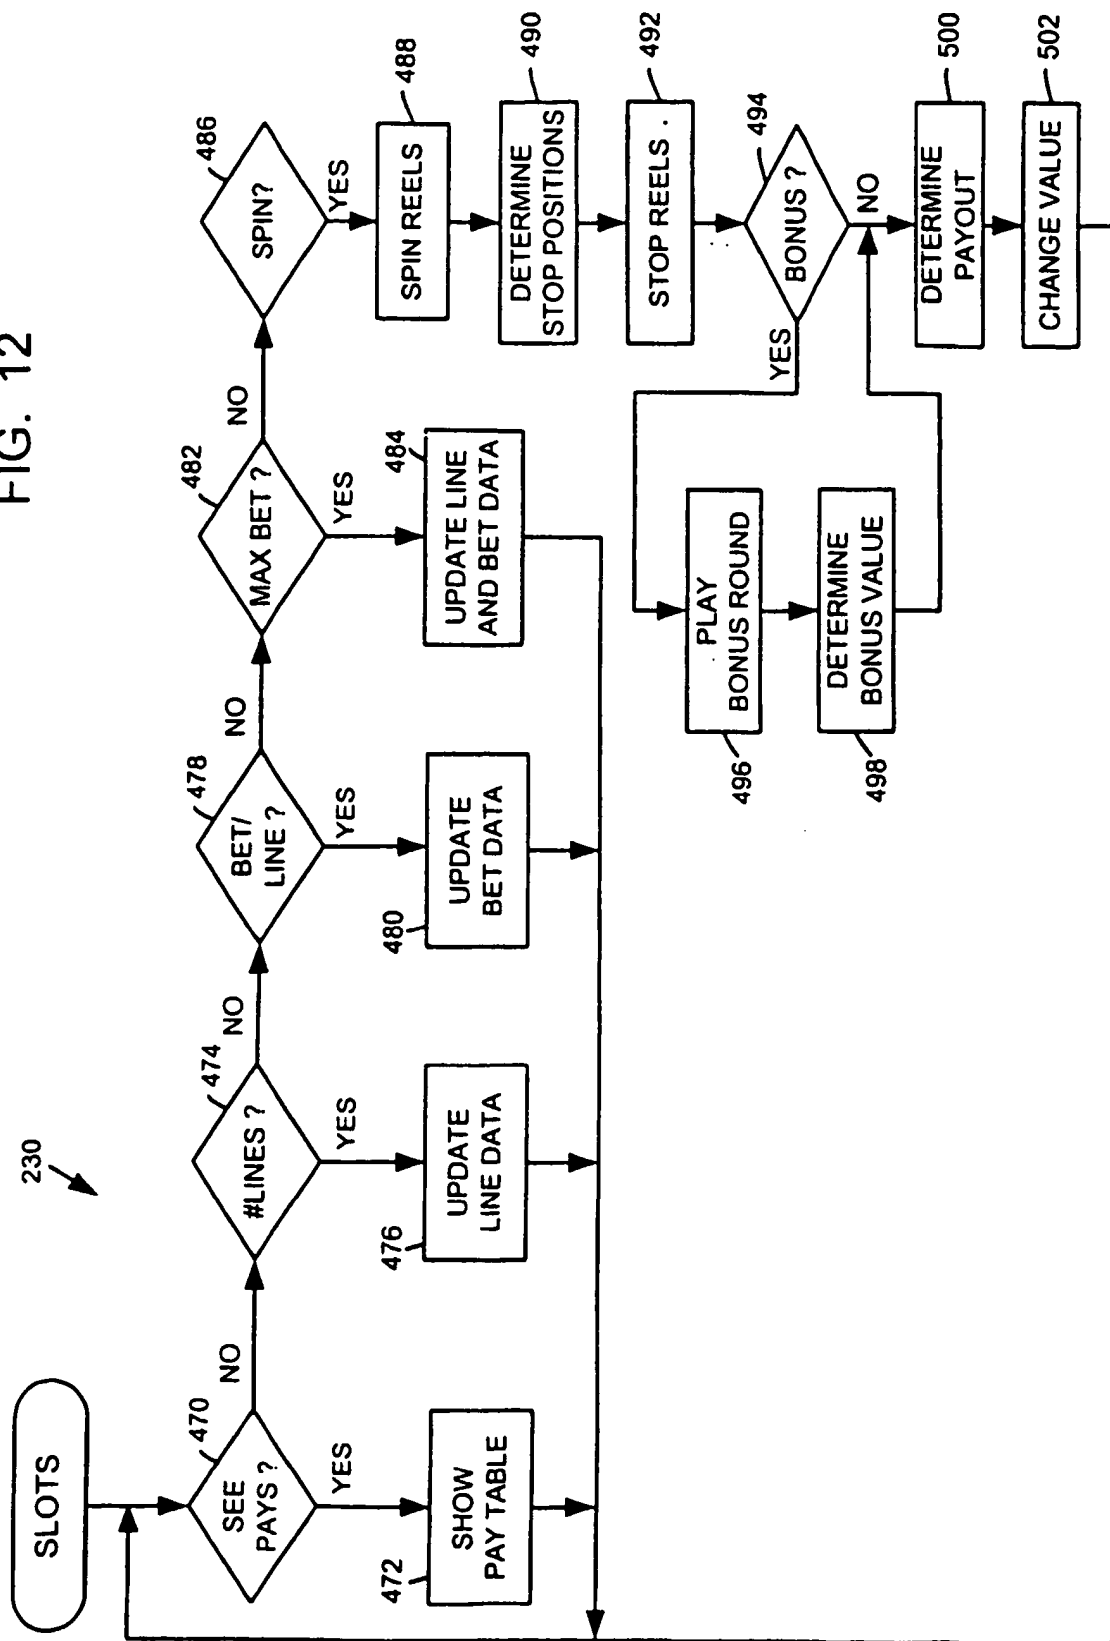 FIG. 12
230
SLOTS
470
SEE
PAYS ?
NO
YES
472
SHOW
PAY TABLE
474
#LINES ?
NO
YES
476
UPDATE
LINE DATA
478
BET/
LINE ?
NO
YES
480
UPDATE
BET DATA
482
MAX BET ?
NO
YES
484
UPDATE LINE
AND BET DATA
486
SPIN?
YES
488
SPIN REELS
490
DETERMINE
STOP POSITIONS
492
STOP REELS
494
BONUS ?
YES
NO
496
PLAY
BONUS ROUND
498
DETERMINE
BONUS VALUE
500
DETERMINE
PAYOUT
502
CHANGE VALUE